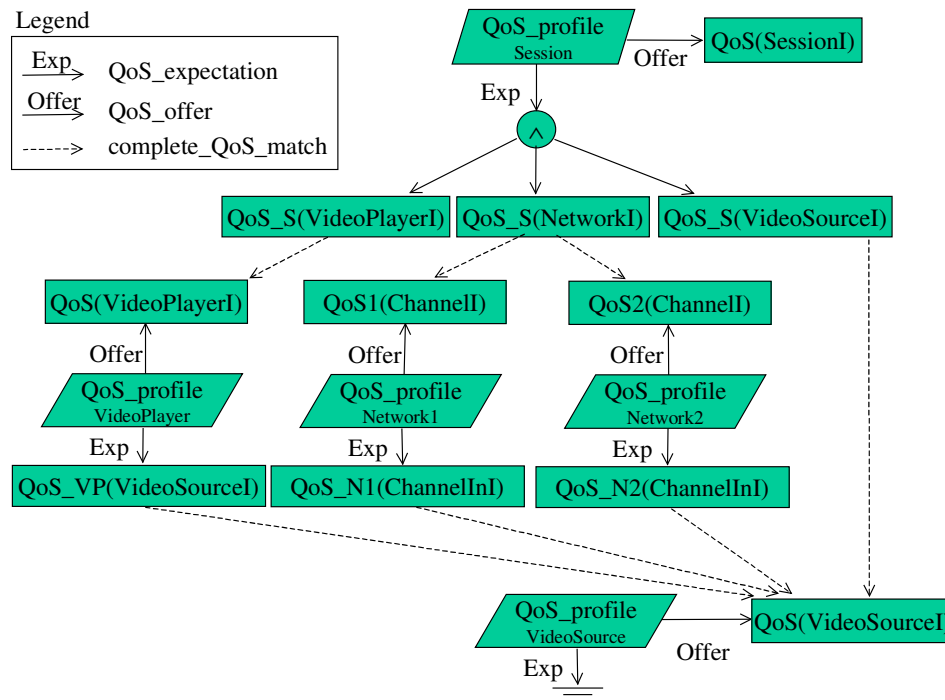 Legend
Exp
QoS_expectation
Offer
QoS_offer
complete_QoS_match
QoS_profile
Session
Offer
QoS(SessionI)
Exp
^
QoS_S(VideoPlayerI)
QoS_S(NetworkI)
QoS_S(VideoSourceI)
QoS(VideoPlayerI)
QoS1(ChannelI)
QoS2(ChannelI)
Offer
Offer
Offer
QoS_profile
VideoPlayer
QoS_profile
Network1
QoS_profile
Network2
Exp
Exp
Exp
QoS_VP(VideoSourceI)
QoS_N1(ChannelInI)
QoS_N2(ChannelInI)
QoS_profile
VideoSource
Offer
QoS(VideoSourceI)
Exp